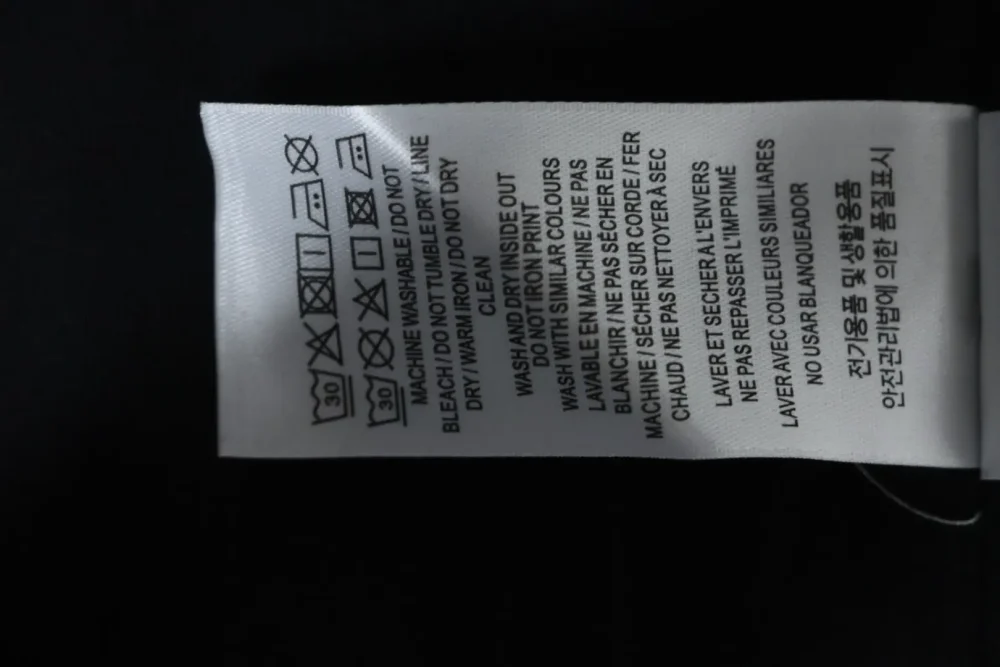 30
30
MACHINE WASHABLE / DO NOT
BLEACH / DO NOT TUMBLE DRY / LINE
DRY / WARM IRON / DO NOT DRY
CLEAN
WASH AND DRY INSIDE OUT
DO NOT IRON PRINT
WASH WITH SIMILAR COLOURS
LAVABLE EN MACHINE / NE PAS
BLANCHIR / NE PAS SÉCHER EN
MACHINE / SÉCHER SUR CORDE / FER
CHAUD / NE PAS NETTOYER À SEC
LAVER ET SECHER A L'ENVERS
NE PAS REPASSER L'IMPRIMÉ
LAVER AVEC COULEURS SIMILIARES
NO USAR BLANQUEADOR
전기용품 및 생활용품
안전관리법에 의한 품질표시